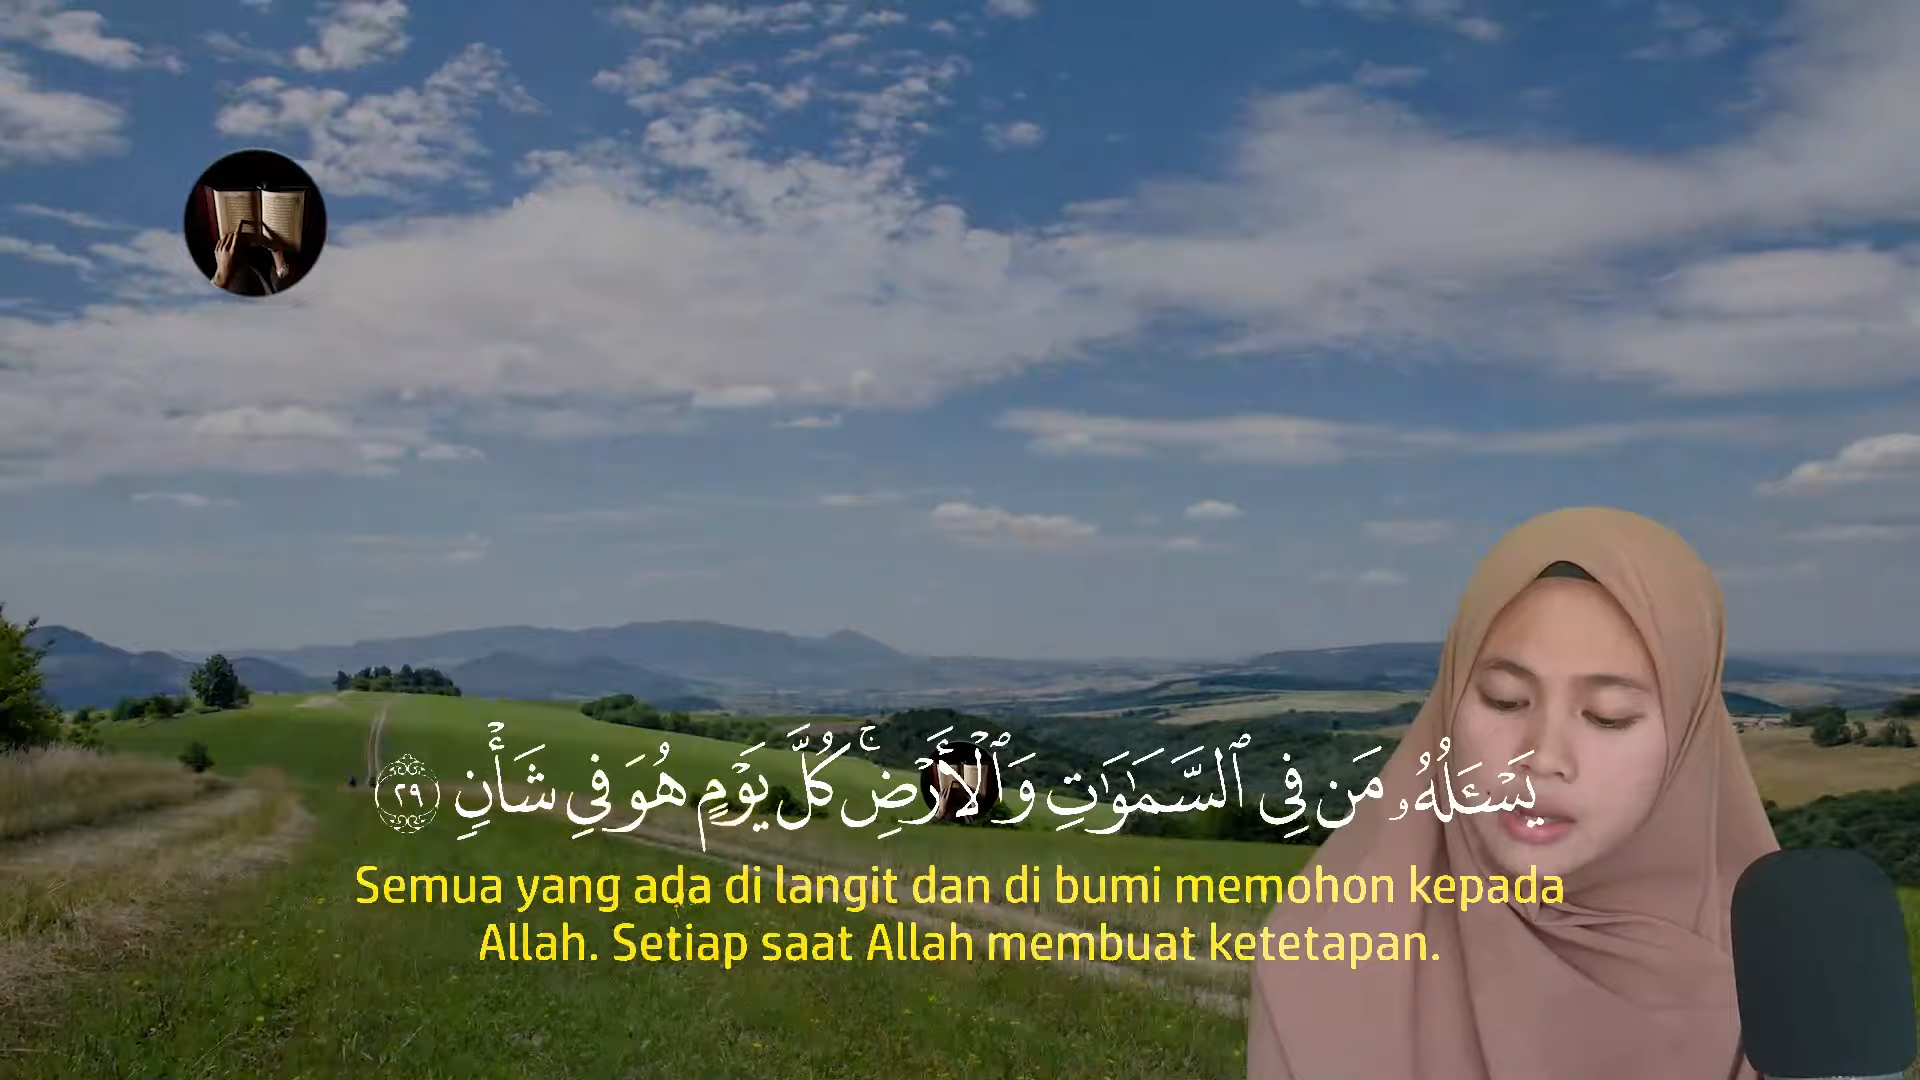 يَسْـَٔلُهُۥ مَن فِى ٱلسَّمَـٰوَٰتِ وَٱلْأَرْضِ ۚ كُلَّ يَوْمٍ هُوَ فِى شَأْنٍ ٢٩
Semua yang ada di langit dan di bumi memohon kepada
Allah. Setiap saat Allah membuat ketetapan.